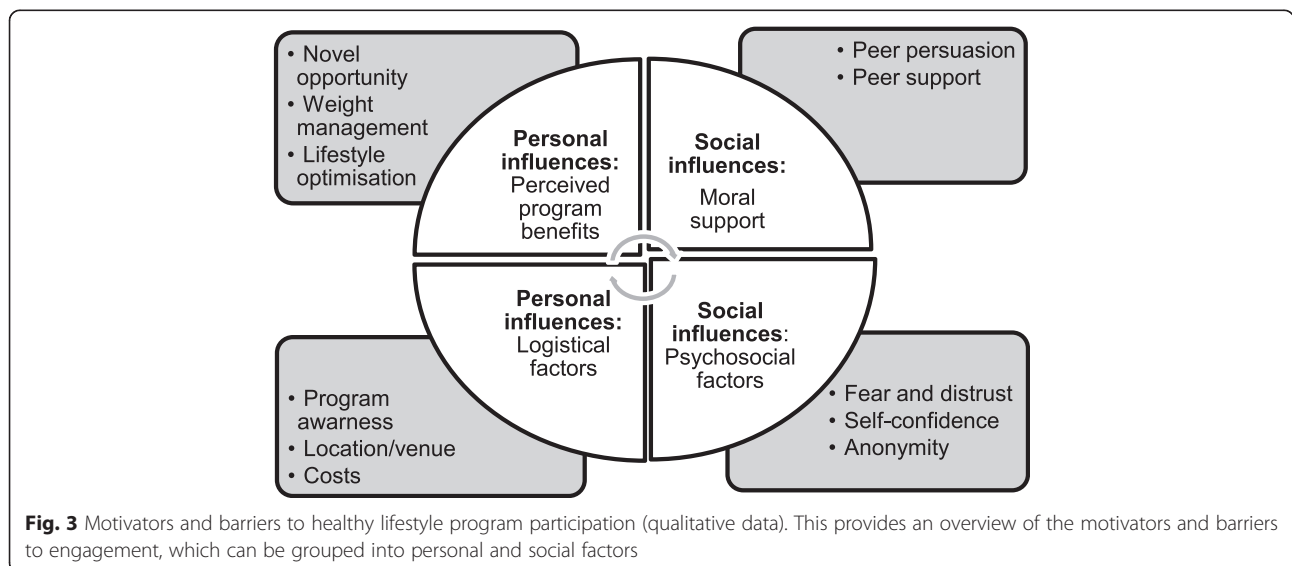 • Novel
opportunity
• Weight
management
• Lifestyle
optimisation
Personal
influences:
Perceived
program
benefits
Social
influences:
Moral
support
• Peer persuasion
• Peer support
Personal
influences:
Logistical
factors
• Program
awarness
• Location/venue
• Costs
Social
influences:
Psychosocial
factors
• Fear and distrust
• Self-confidence
• Anonymity
Fig. 3 Motivators and barriers to healthy lifestyle program participation (qualitative data). This provides an overview of the motivators and barriers
to engagement, which can be grouped into personal and social factors